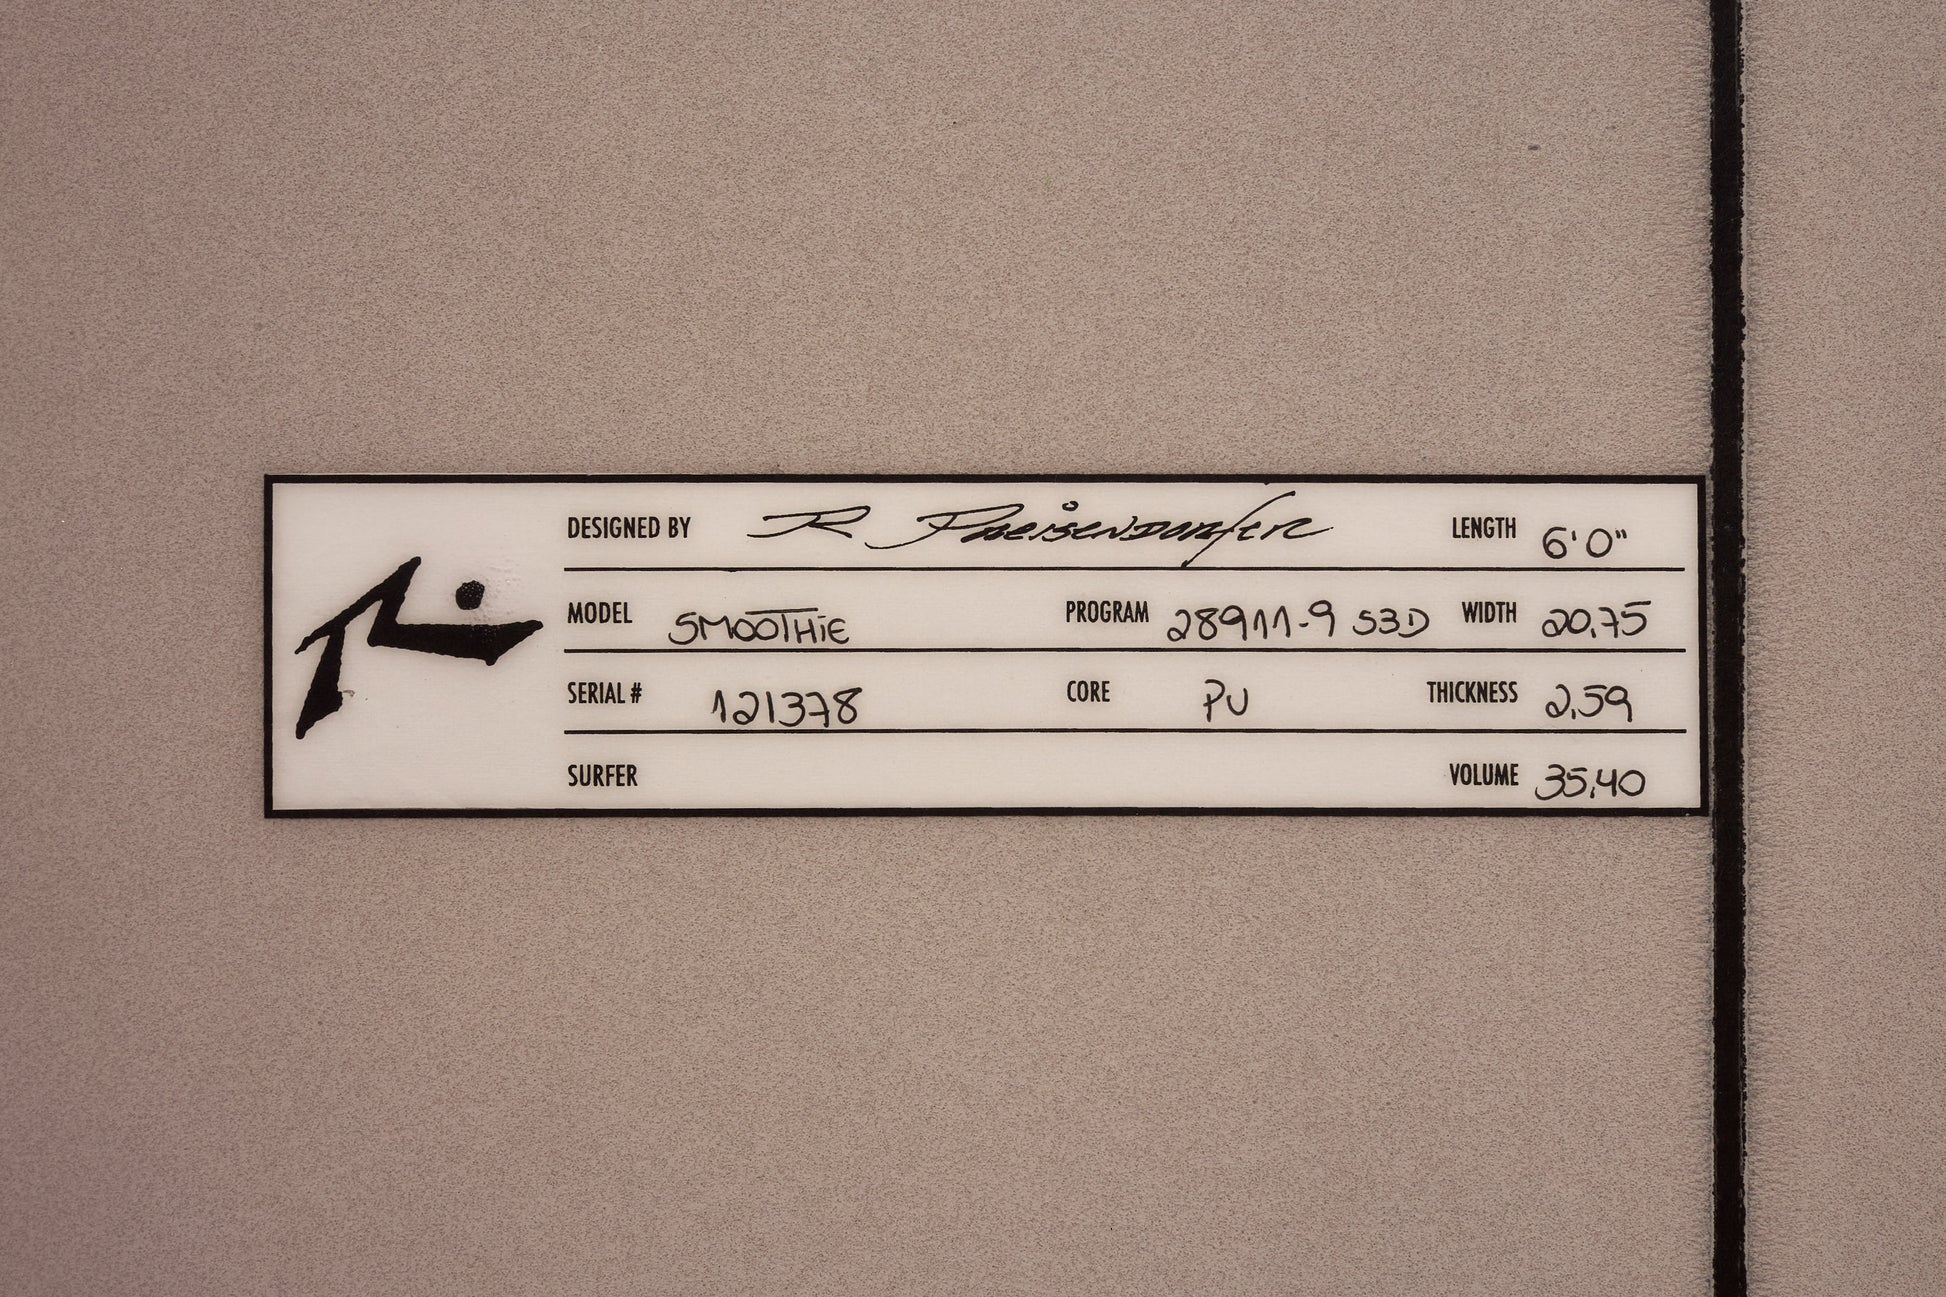 DESIGNED BY R Preisendorfer LENGTH 6'0"
MODEL SMOOTHiE PROGRAM 28911-9 S3D WIDTH 20.75
SERIAL # 121378 CORE PU THICKNESS 2.59
SURFER VOLUME 35.40